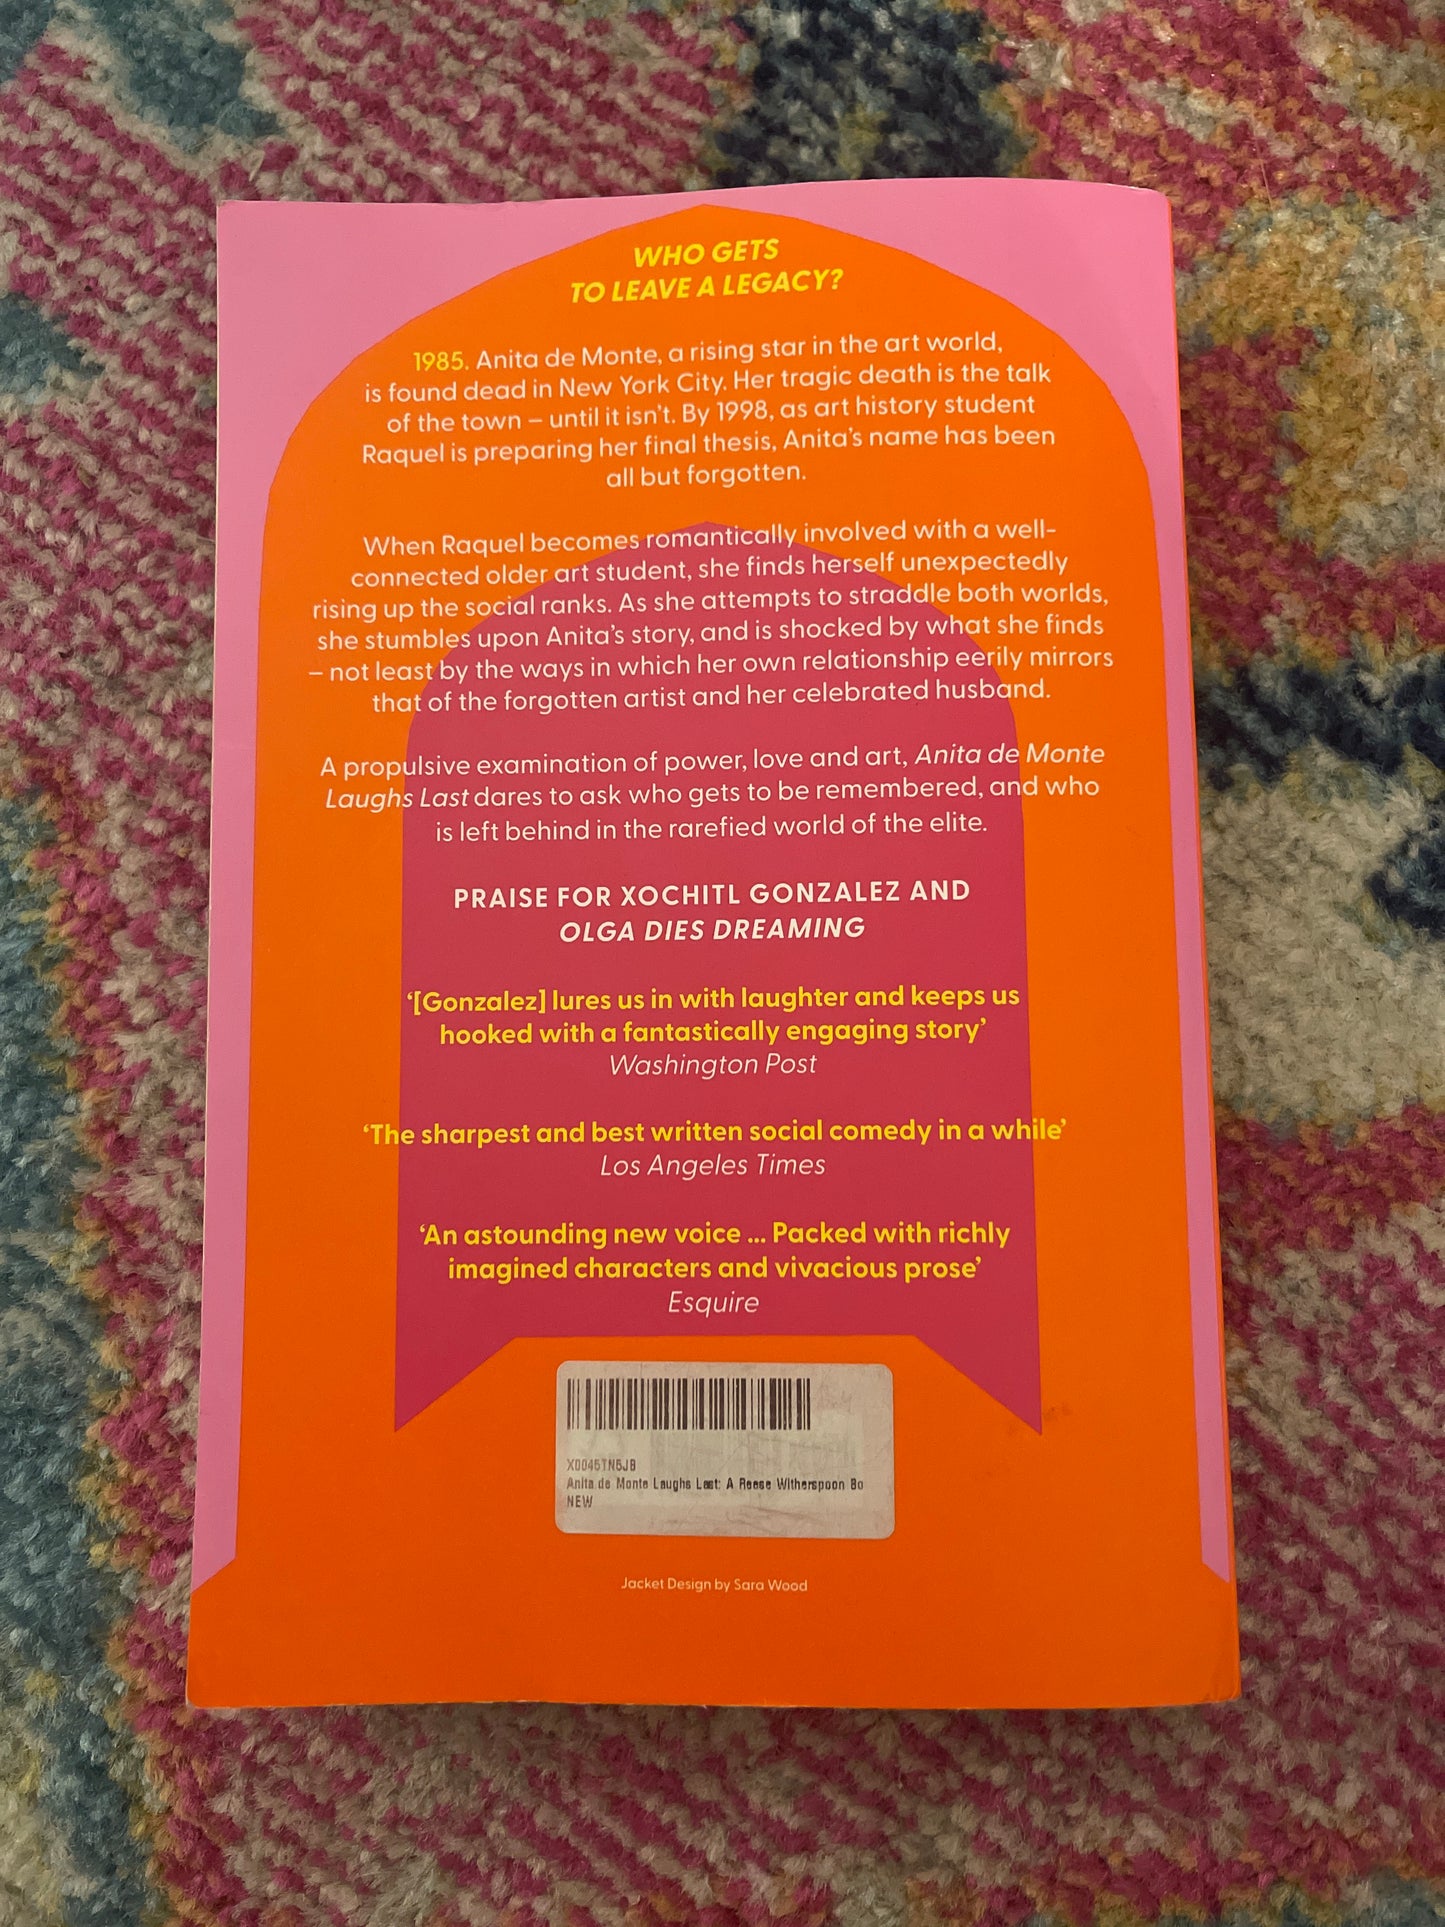 WHO GETS
TO LEAVE A LEGACY?
1985. Anita de Monte, a rising star in the art world,
is found dead in New York City. Her tragic death is the talk
of the town – until it isn't. By 1998, as art history student
Raquel is preparing her final thesis, Anita's name has been
all but forgotten.
When Raquel becomes romantically involved with a well-
connected older art student, she finds herself unexpectedly
rising up the social ranks. As she attempts to straddle both worlds,
she stumbles upon Anita's story, and is shocked by what she finds
– not least by the ways in which her own relationship eerily mirrors
that of the forgotten artist and her celebrated husband.
A propulsive examination of power, love and art, Anita de Monte
Laughs Last dares to ask who gets to be remembered, and who
is left behind in the rarefied world of the elite.
PRAISE FOR XOCHITL GONZALEZ AND
OLGA DIES DREAMING
‘[Gonzalez] lures us in with laughter and keeps us
hooked with a fantastically engaging story’
Washington Post
‘The sharpest and best written social comedy in a while’
Los Angeles Times
‘An astounding new voice ... Packed with richly
imagined characters and vivacious prose’
Esquire
X0045TN5JB
Anita de Monte Laughs Last: A Reese Witherspoon Bo
NEW
Jacket Design by Sara Wood